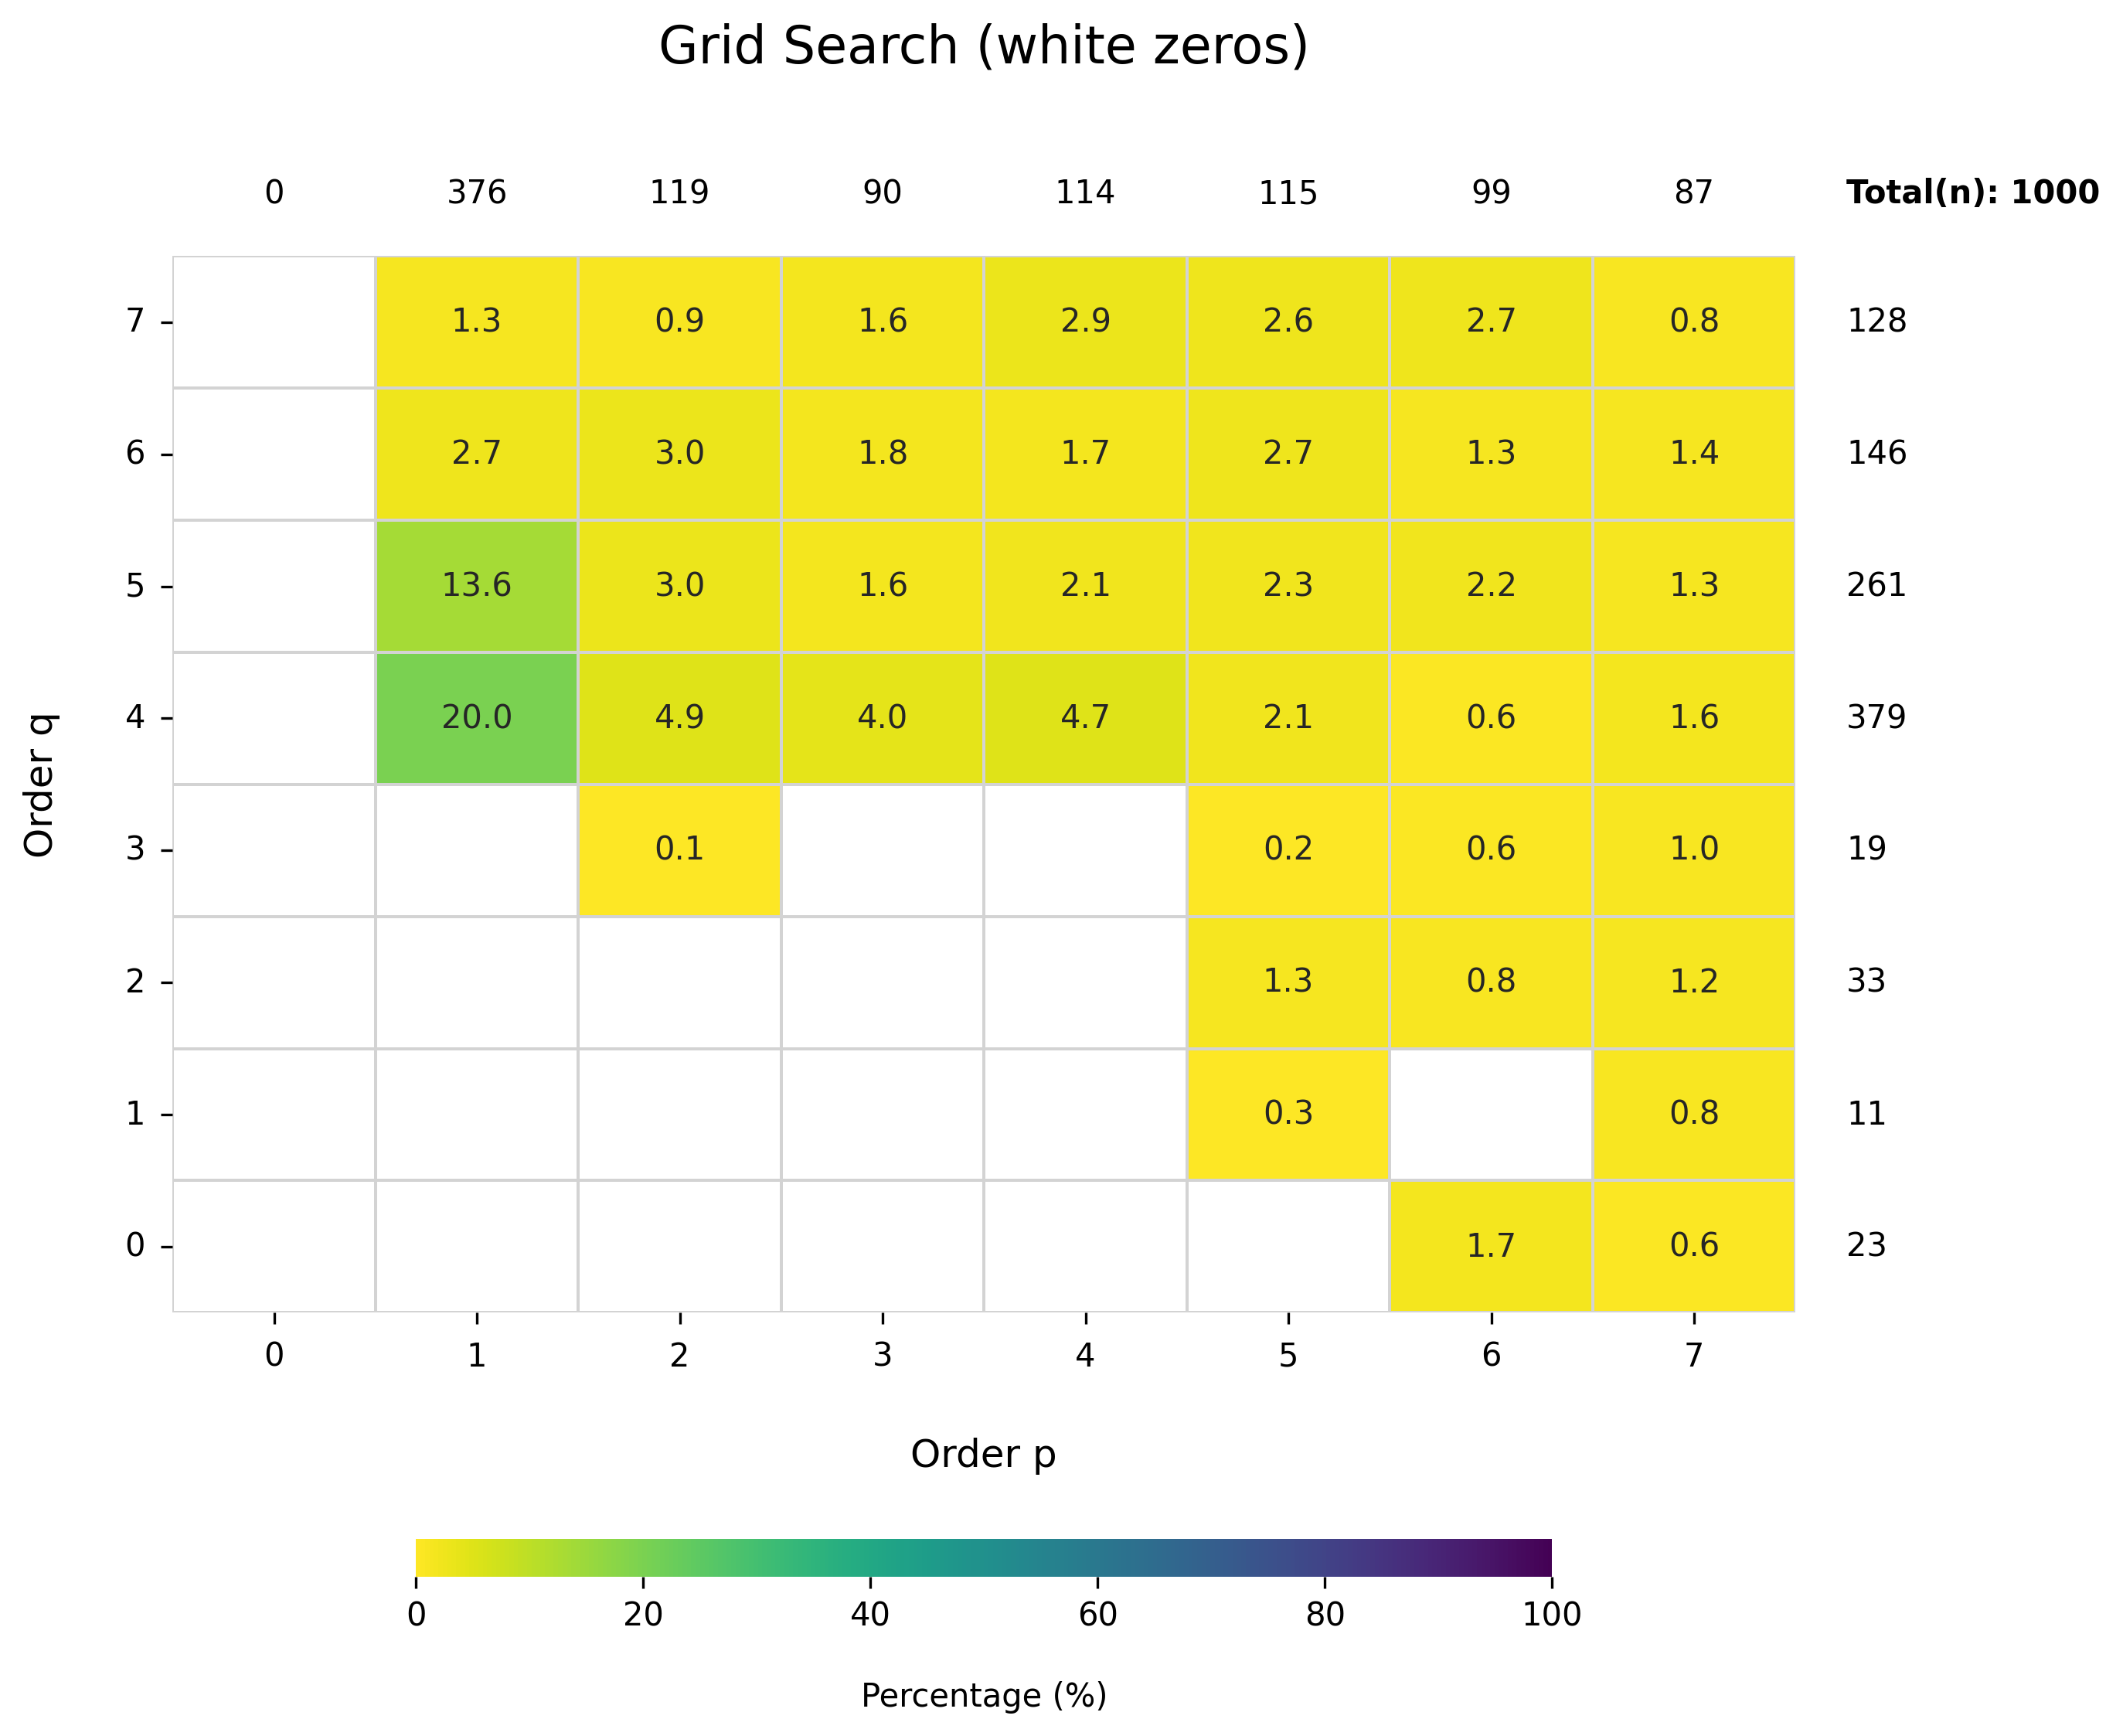 Grid Search (white zeros)
0 376 119 90 114 115 99 87 Total(n): 1000
7 1.3 0.9 1.6 2.9 2.6 2.7 0.8 128
6 2.7 3.0 1.8 1.7 2.7 1.3 1.4 146
5 13.6 3.0 1.6 2.1 2.3 2.2 1.3 261
4 20.0 4.9 4.0 4.7 2.1 0.6 1.6 379
Order q
3 0.1 0.2 0.6 1.0 19
2 1.3 0.8 1.2 33
1 0.3 0.8 11
0 1.7 0.6 23
0 1 2 3 4 5 6 7
Order p
0 20 40 60 80 100
Percentage (%)